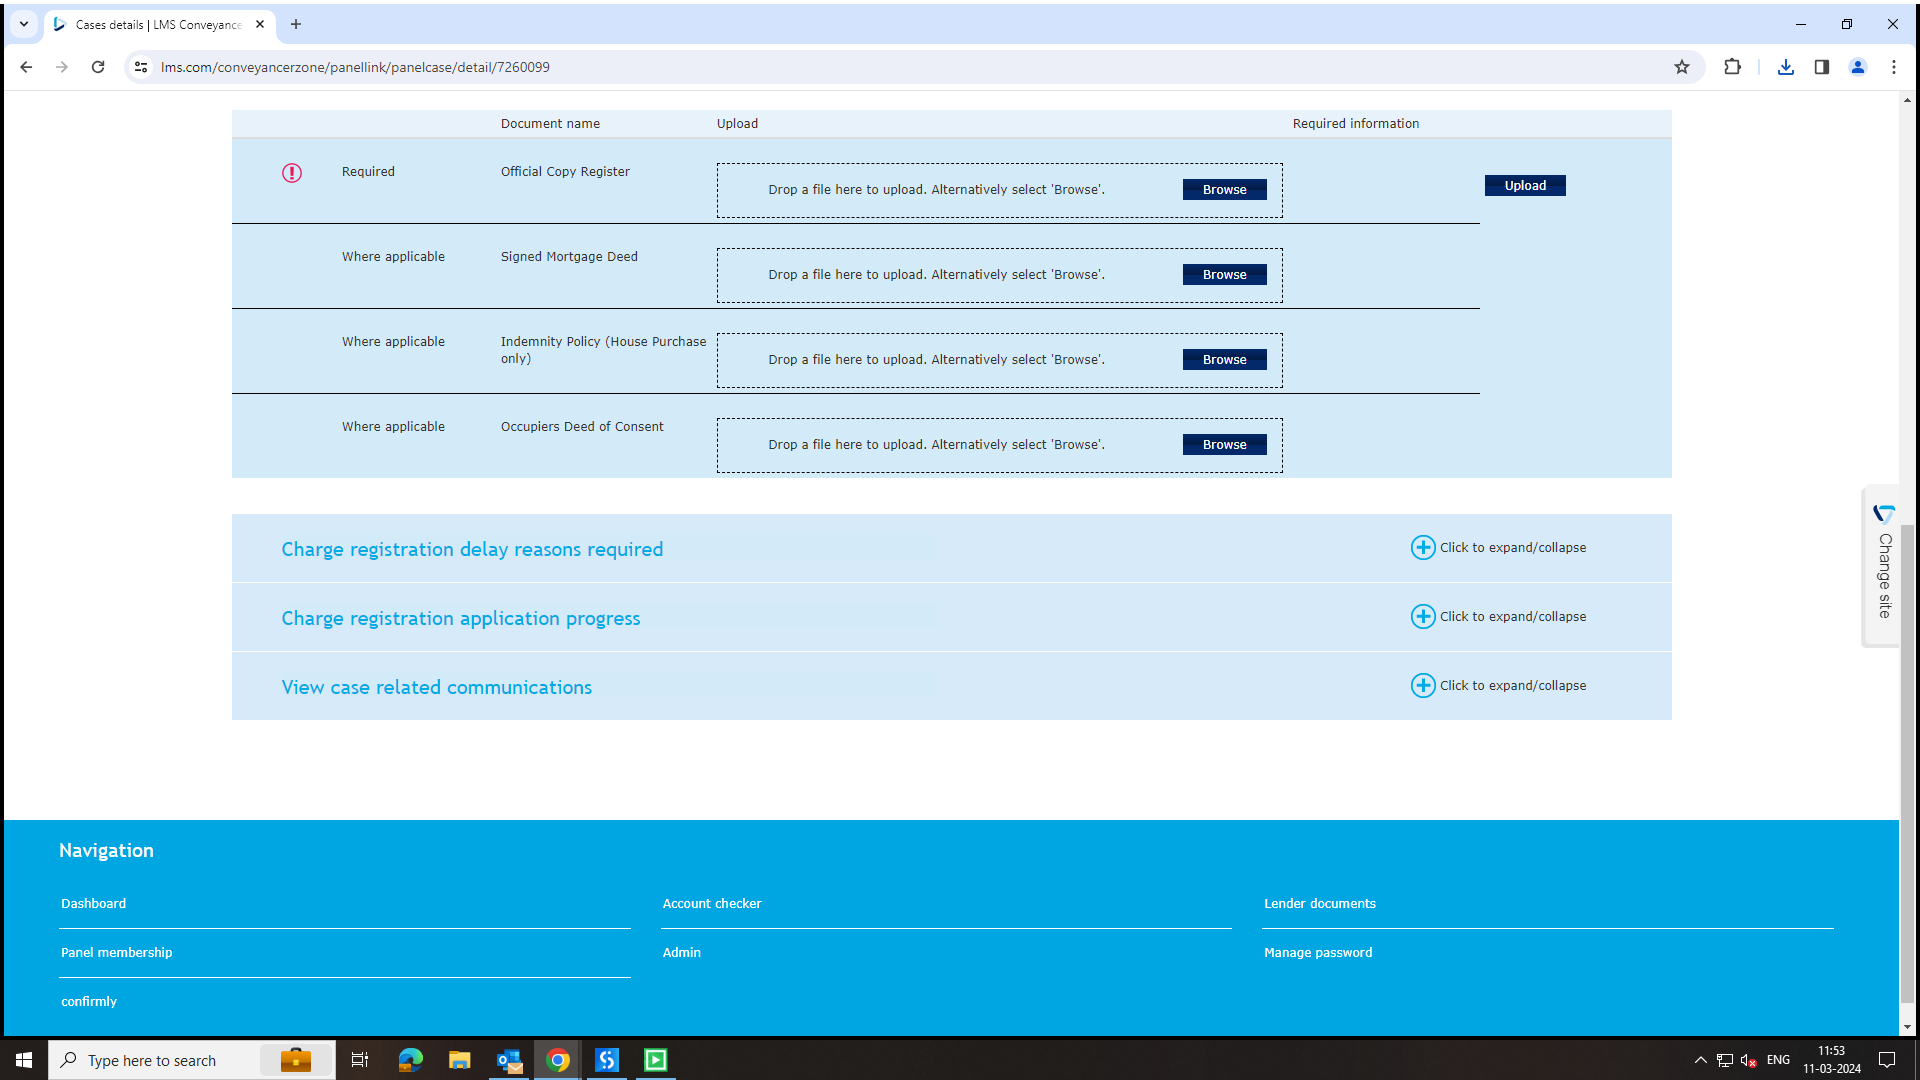 Cases details | LMS Conveyance
lms.com/conveyancerzone/panellink/panelcase/detail/7260099
Document name Upload Required information
Required Official Copy Register Drop a file here to upload. Alternatively select 'Browse'. Browse Upload
Where applicable Signed Mortgage Deed Drop a file here to upload. Alternatively select 'Browse'. Browse
Where applicable Indemnity Policy (House Purchase only) Drop a file here to upload. Alternatively select 'Browse'. Browse
Where applicable Occupiers Deed of Consent Drop a file here to upload. Alternatively select 'Browse'. Browse
Charge registration delay reasons required Click to expand/collapse
Charge registration application progress Click to expand/collapse
View case related communications Click to expand/collapse
Change site
Navigation
Dashboard Account checker Lender documents
Panel membership Admin Manage password
confirmly
Type here to search
ENG
11:53
11-03-2024